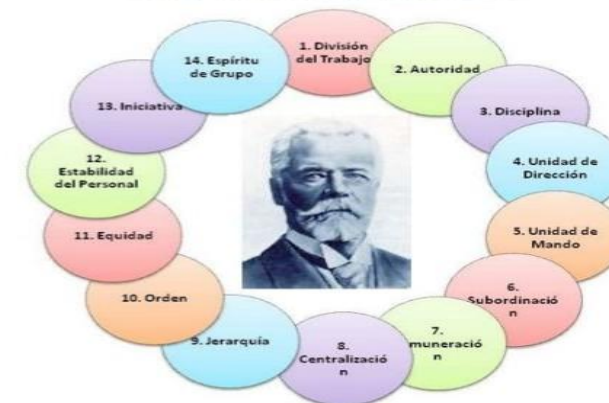 1. División
del Trabajo
2. Autoridad
3. Disciplina
4. Unidad de
Dirección
5. Unidad de
Mando
6.
Subordinació
n
7.
muneració
n
8.
Centralizació
n
9. Jerarquía
10. Orden
11. Equidad
12.
Estabilidad
del Personal
13. Iniciativa
14. Espíritu
de Grupo